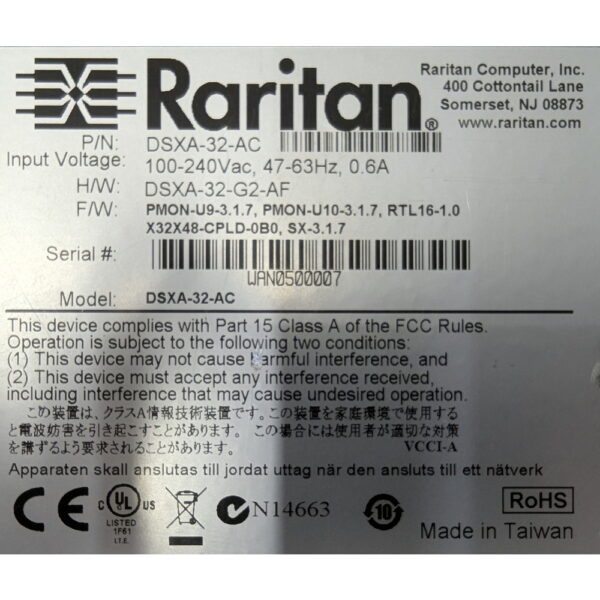 Raritan®
Raritan Computer, Inc.
400 Cottontail Lane
Somerset, NJ 08873
www.raritan.com
P/N: DSXA-32-AC
Input Voltage: 100-240Vac, 47-63Hz, 0.6A
H/W: DSXA-32-G2-AF
F/W: PMON-U9-3.1.7, PMON-U10-3.1.7, RTL16-1.0
X32X48-CPLD-0B0, SX-3.1.7
Serial #:
WAN0500007
Model: DSXA-32-AC
This device complies with Part 15 Class A of the FCC Rules.
Operation is subject to the following two conditions:
(1) This device may not cause harmful interference, and
(2) This device must accept any interference received,
including interference that may cause undesired operation.
この装置は、クラスA情報技術装置です。この装置を家庭環境で使用する
と電波妨害を引き起こすことがあります。 この場合には使用者が適切な対策
を講ずるよう要求されることがあります。 VCCI-A
Apparaten skall anslutas till jordat uttag när den ansluts till ett nätverk
CE
C UL US
LISTED
1F61
I.T.E.
N14663
10
RoHS
Made in Taiwan